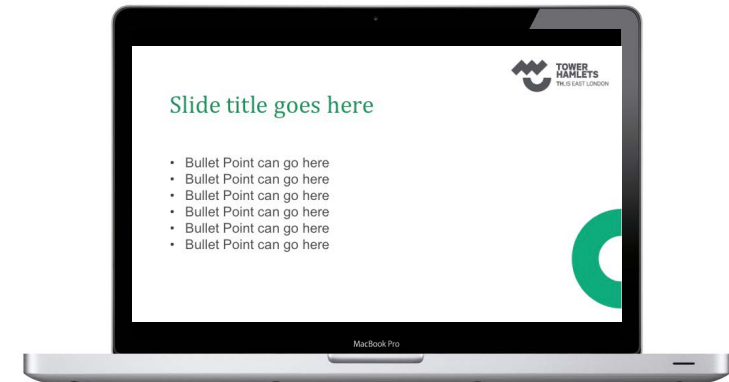 TOWER
HAMLETS
TH.IS EAST LONDON
Slide title goes here
• Bullet Point can go here
• Bullet Point can go here
• Bullet Point can go here
• Bullet Point can go here
• Bullet Point can go here
• Bullet Point can go here
MacBook Pro